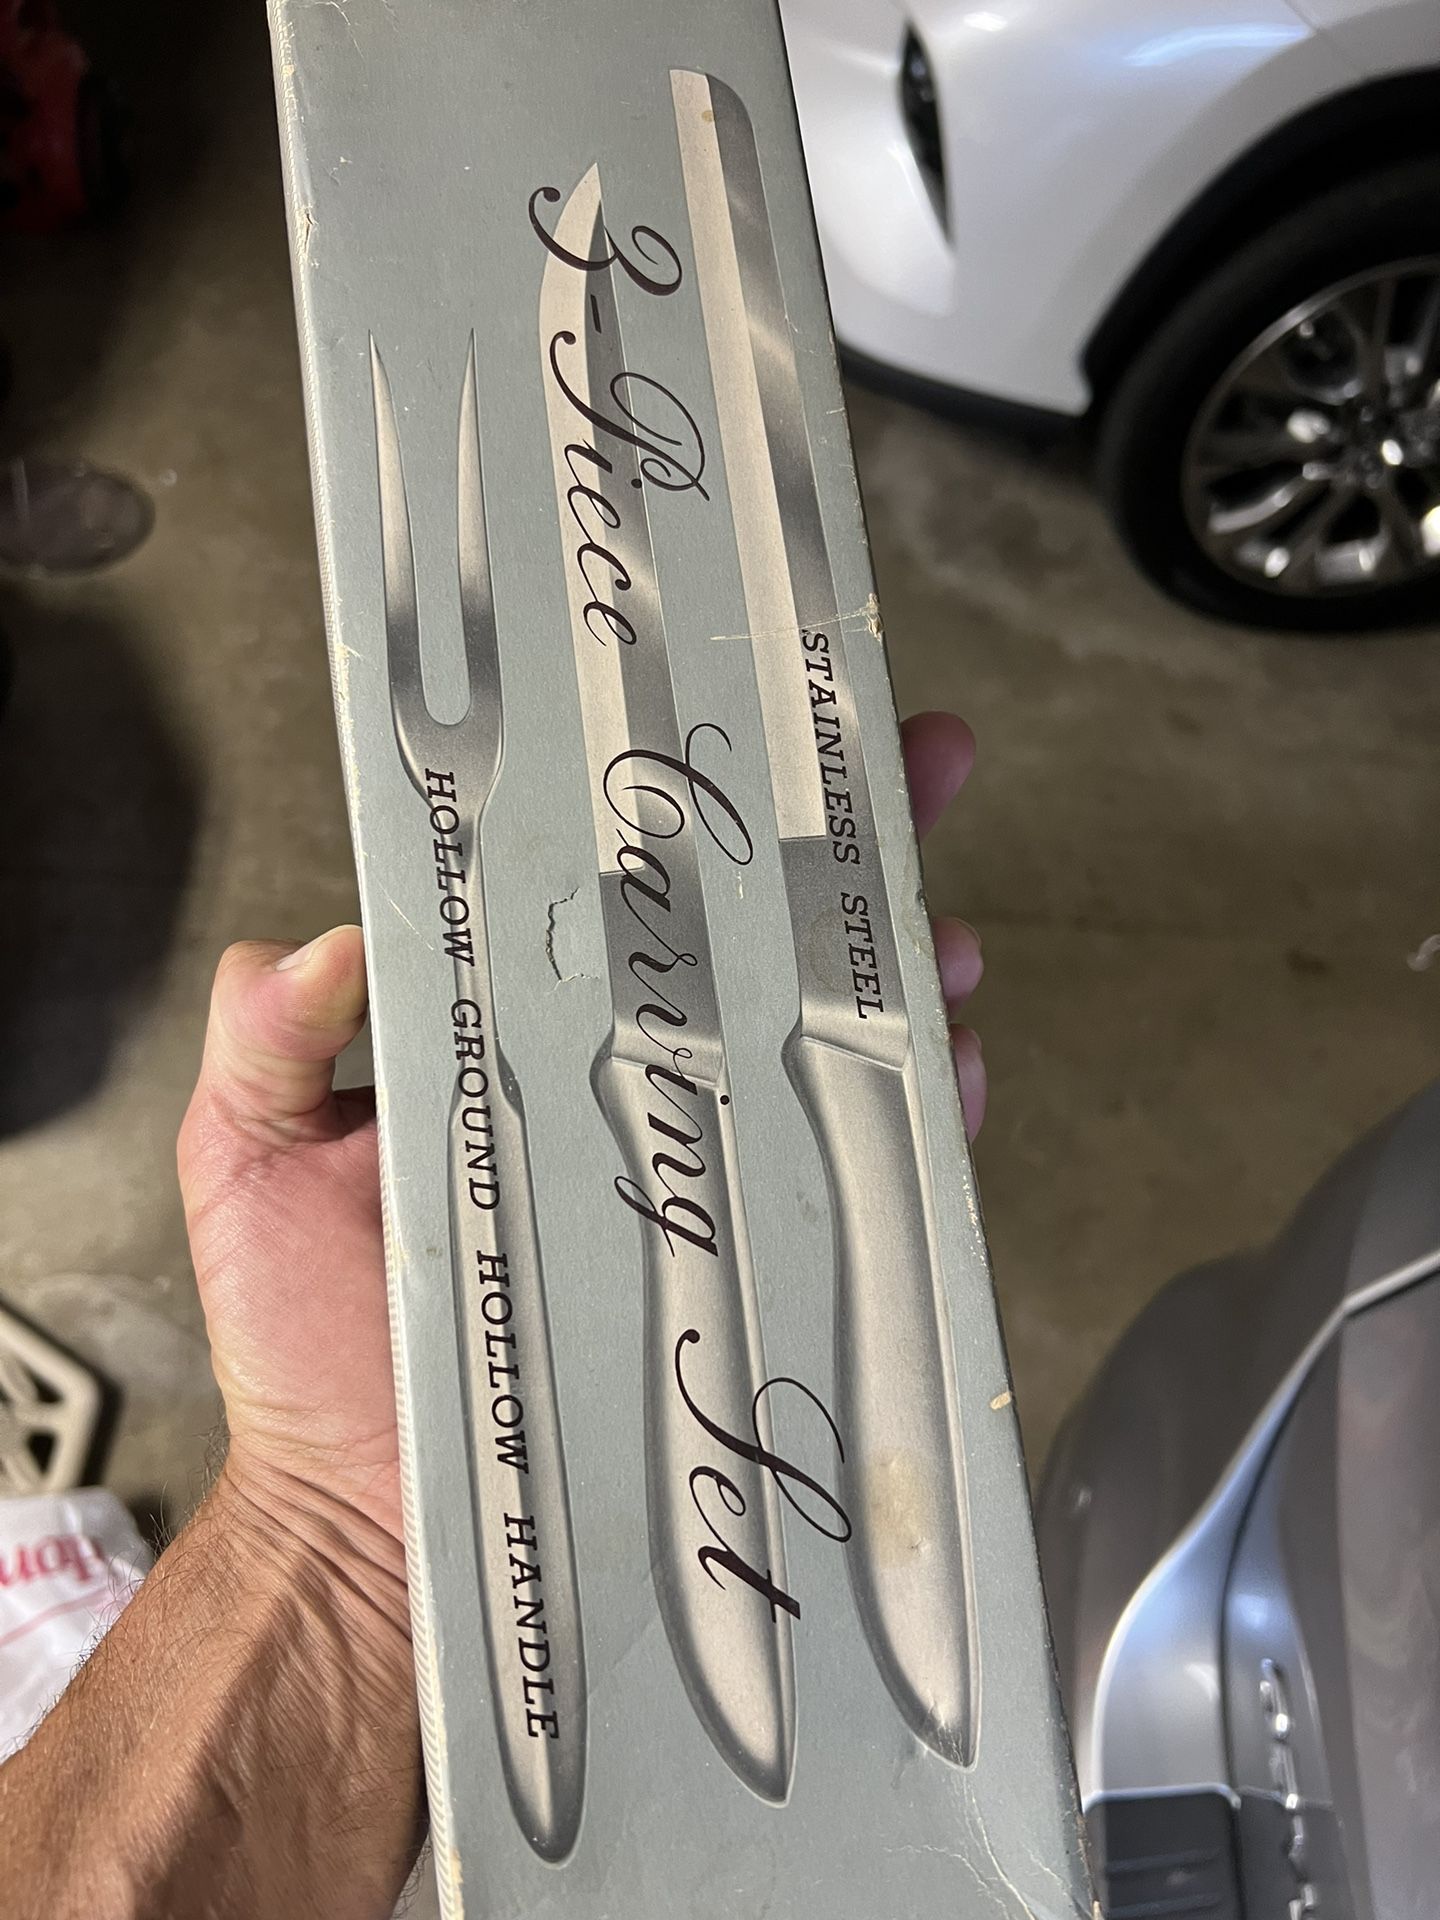 3-Piece Carving Set
STAINLESS STEEL
HOLLOW GROUND HOLLOW HANDLE